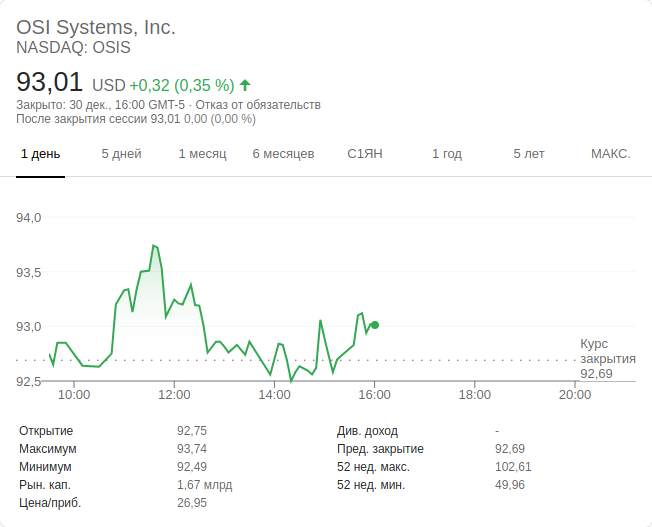 OSI Systems, Inc.
NASDAQ: OSIS
93,01 USD +0,32 (0,35 %)
Закрыто: 30 дек., 16:00 GMT-5 · Отказ от обязательств
После закрытия сессии 93,01 0,00 (0,00 %)
1 день 5 дней 1 месяц 6 месяцев С1ЯН 1 год 5 лет МАКС.
94,0
93,5
93,0
Курс
закрытия
92,69
92,5
10:00 12:00 14:00 16:00 18:00 20:00
Открытие 92,75 Див. доход -
Максимум 93,74 Пред. закрытие 92,69
Минимум 92,49 52 нед. макс. 102,61
Рын. кап. 1,67 млрд 52 нед. мин. 49,96
Цена/приб. 26,95